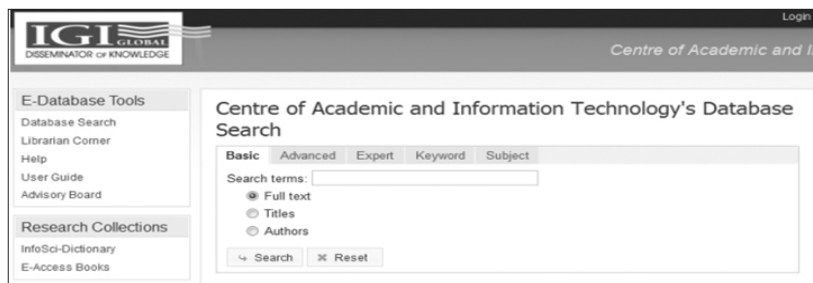 Login
IGI GLOBAL
DISSEMINATOR OF KNOWLEDGE
Centre of Academic and
E-Database Tools
Database Search
Librarian Corner
Help
User Guide
Advisory Board
Research Collections
InfoSci-Dictionary
E-Access Books
Centre of Academic and Information Technology's Database
Search
Basic Advanced Expert Keyword Subject
Search terms:
Full text
Titles
Authors
Search Reset